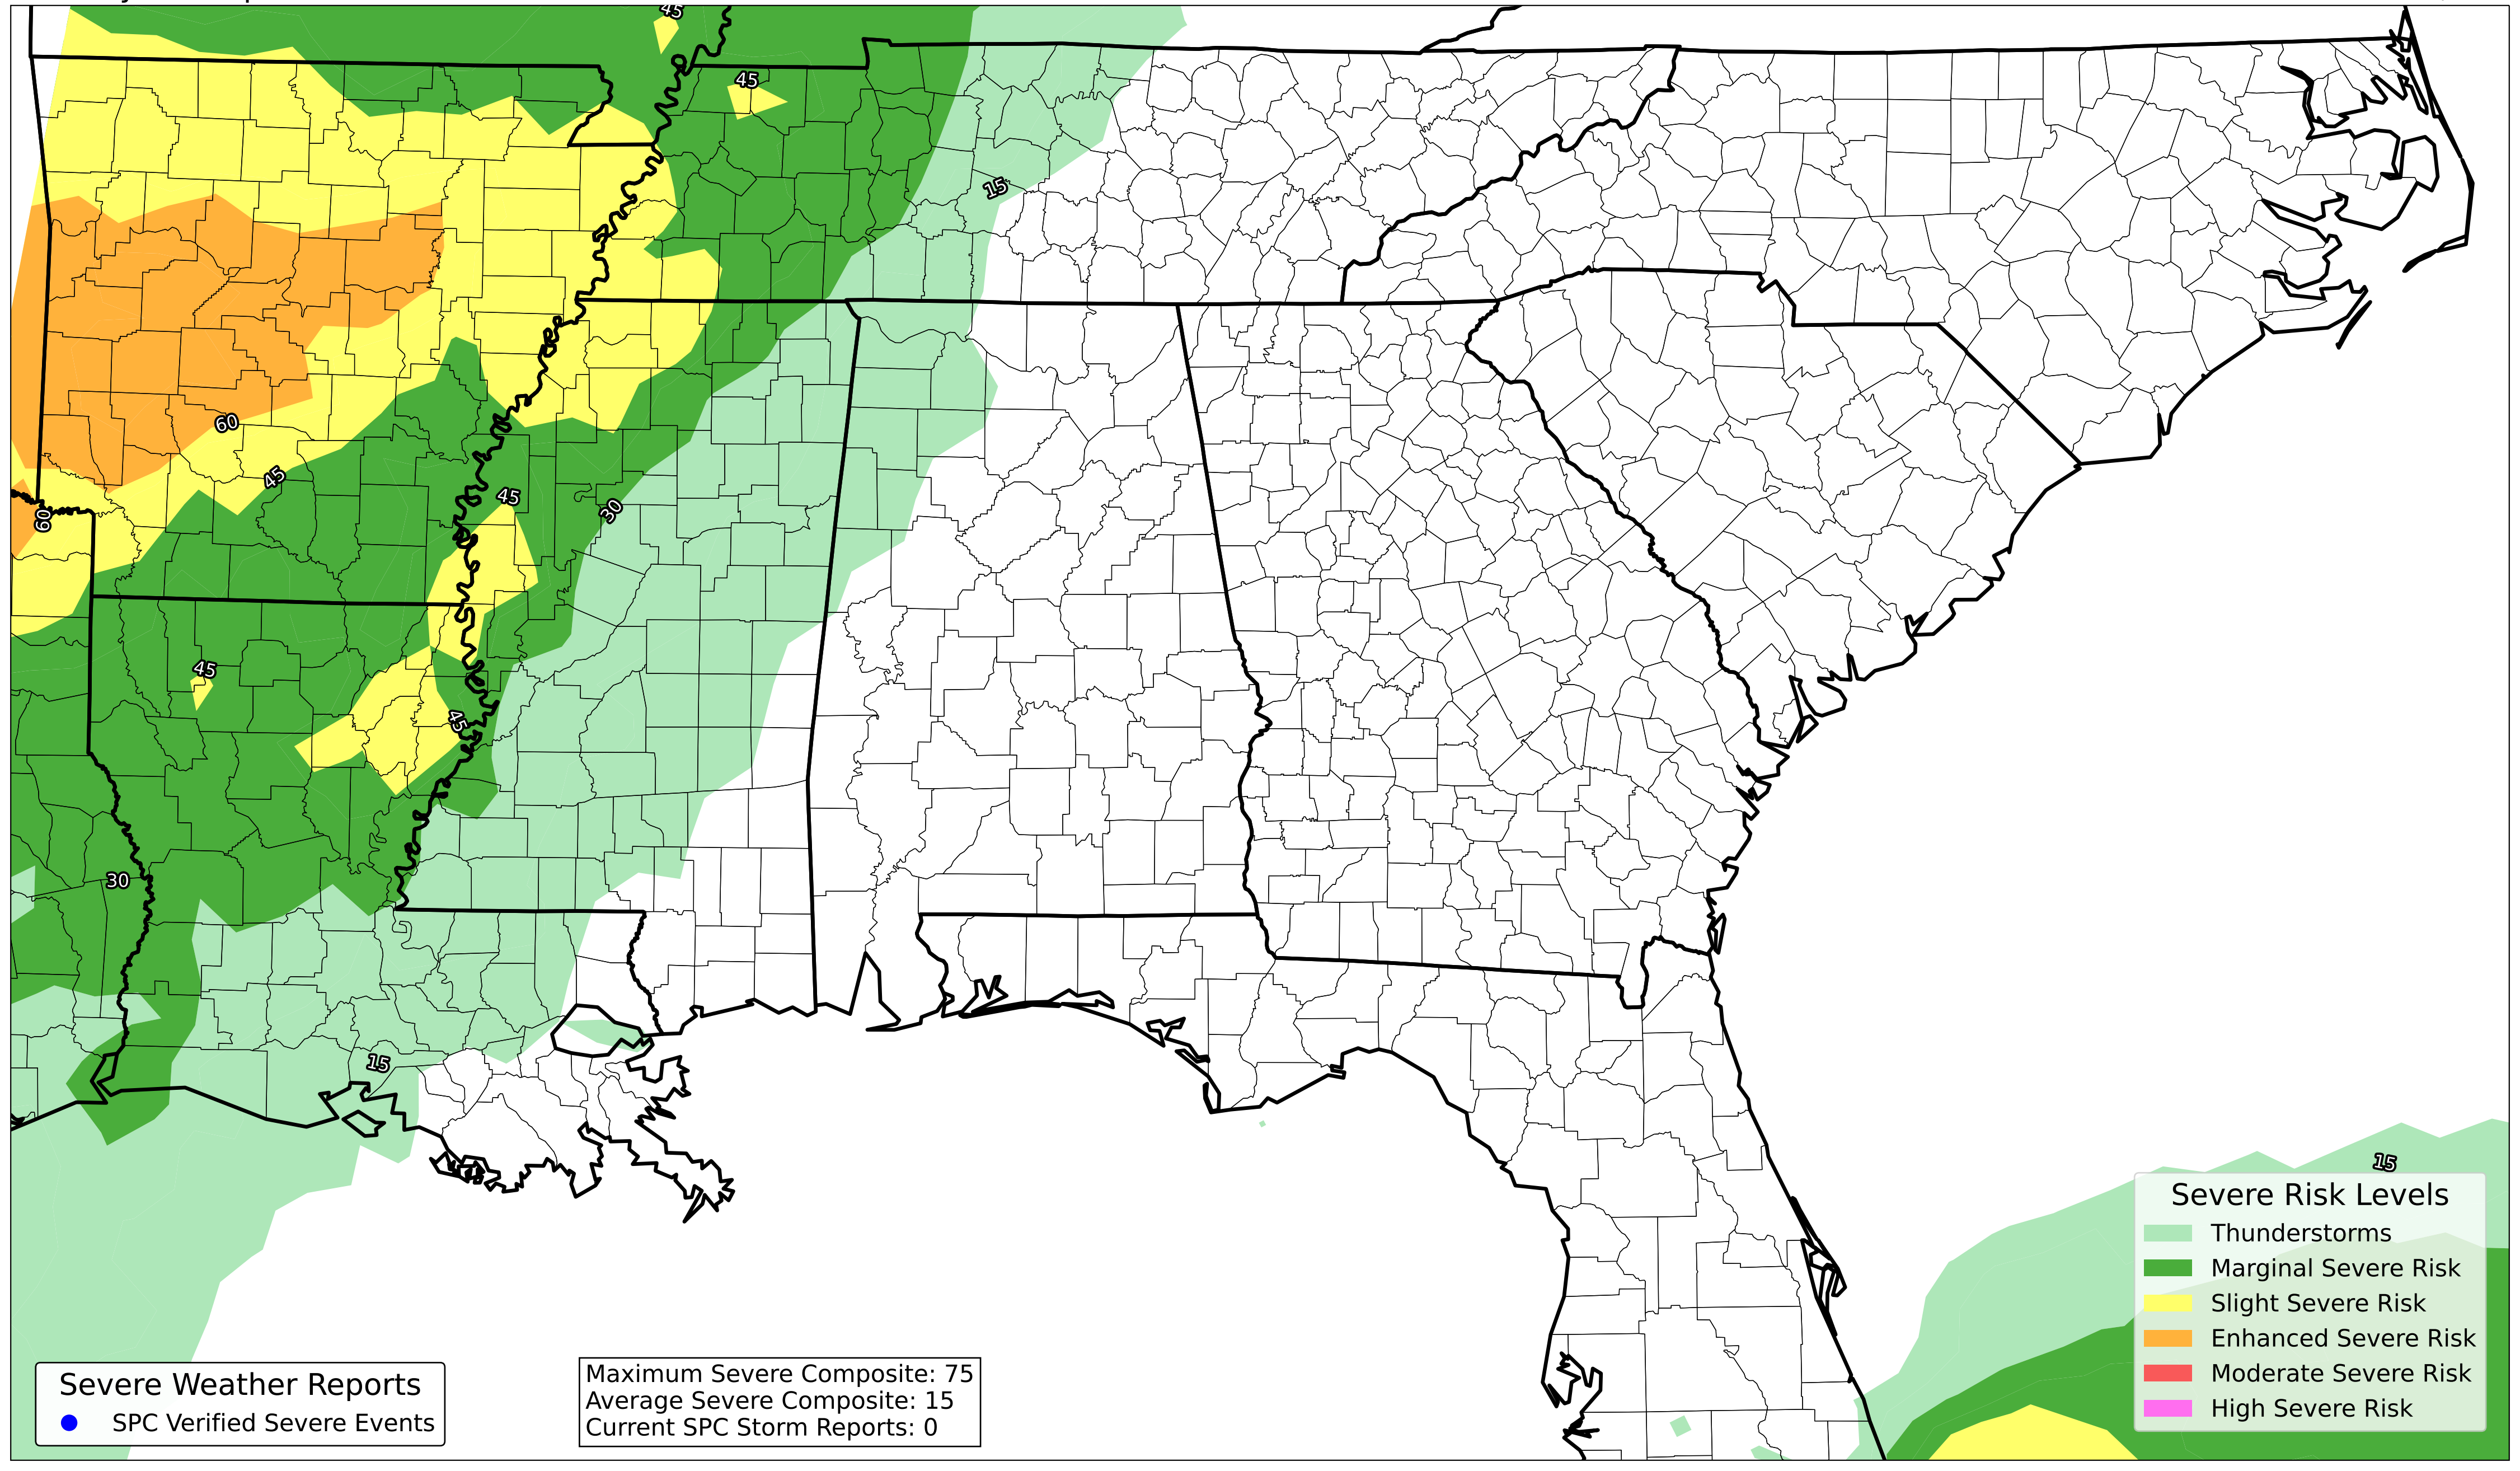 45
45
15
60
45
45
30
60
45
45
30
15
15
Severe Risk Levels
Thunderstorms
Marginal Severe Risk
Slight Severe Risk
Enhanced Severe Risk
Moderate Severe Risk
High Severe Risk
Severe Weather Reports
SPC Verified Severe Events
Maximum Severe Composite: 75
Average Severe Composite: 15
Current SPC Storm Reports: 0